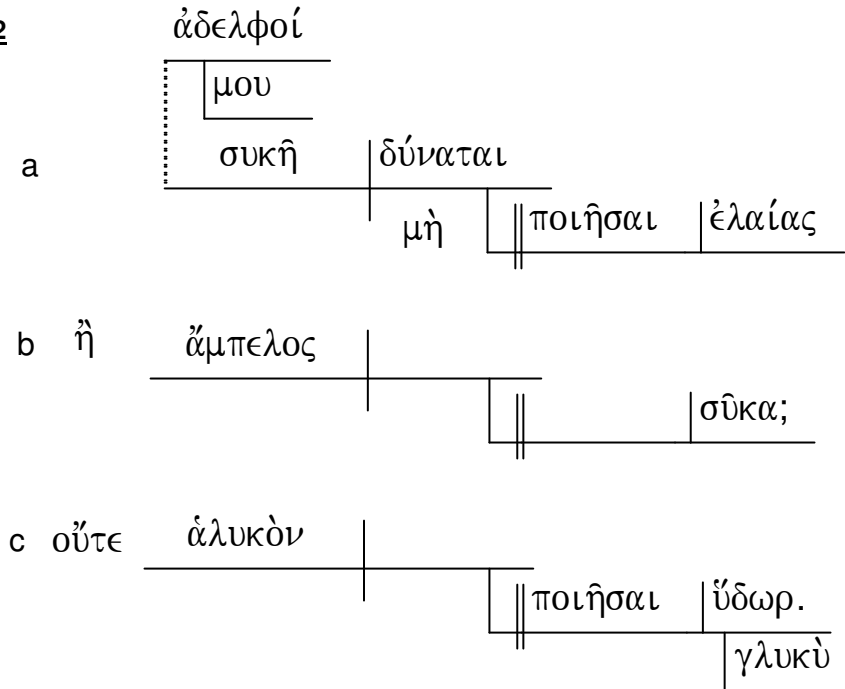 2
ἀδελφοί
μου
a συκῆ δύναται
μὴ ποιῆσαι ἐλαίας
b ἢ ἄμπελος
σῦκα;
c οὔτε ἁλυκὸν
ποιῆσαι ὕδωρ.
γλυκὺ